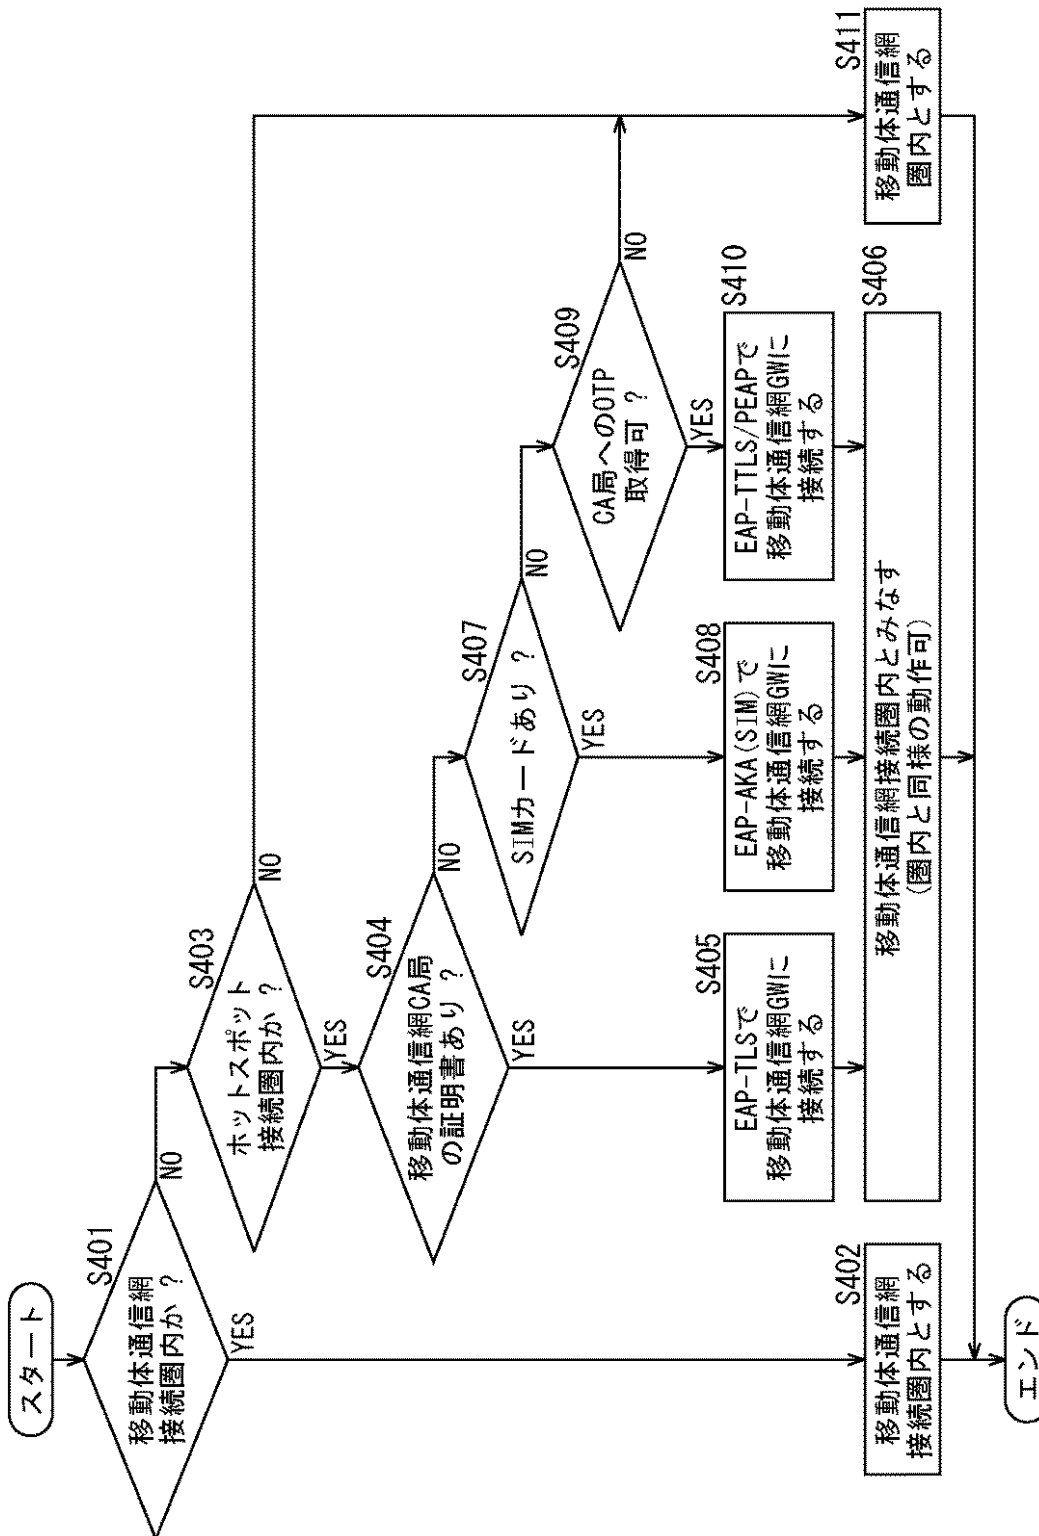 スタート
S401
移動体通信網
接続圏内か ?
YES
NO
S402
移動体通信網
接続圏内とする
S403
ホットスポット
接続圏内か ?
YES
NO
S404
移動体通信網CA局
の証明書あり ?
YES
NO
S405
EAP-TLSで
移動体通信網GWに
接続する
S407
SIMカードあり ?
YES
NO
S408
EAP-AKA(SIM)で
移動体通信網GWに
接続する
S409
CA局へのOTP
取得可 ?
YES
NO
S410
EAP-TTLS/PEAPで
移動体通信網GWに
接続する
S406
移動体通信網接続圏内とみなす
(圏内と同様の動作可)
S411
移動体通信網
圏内とする
エンド